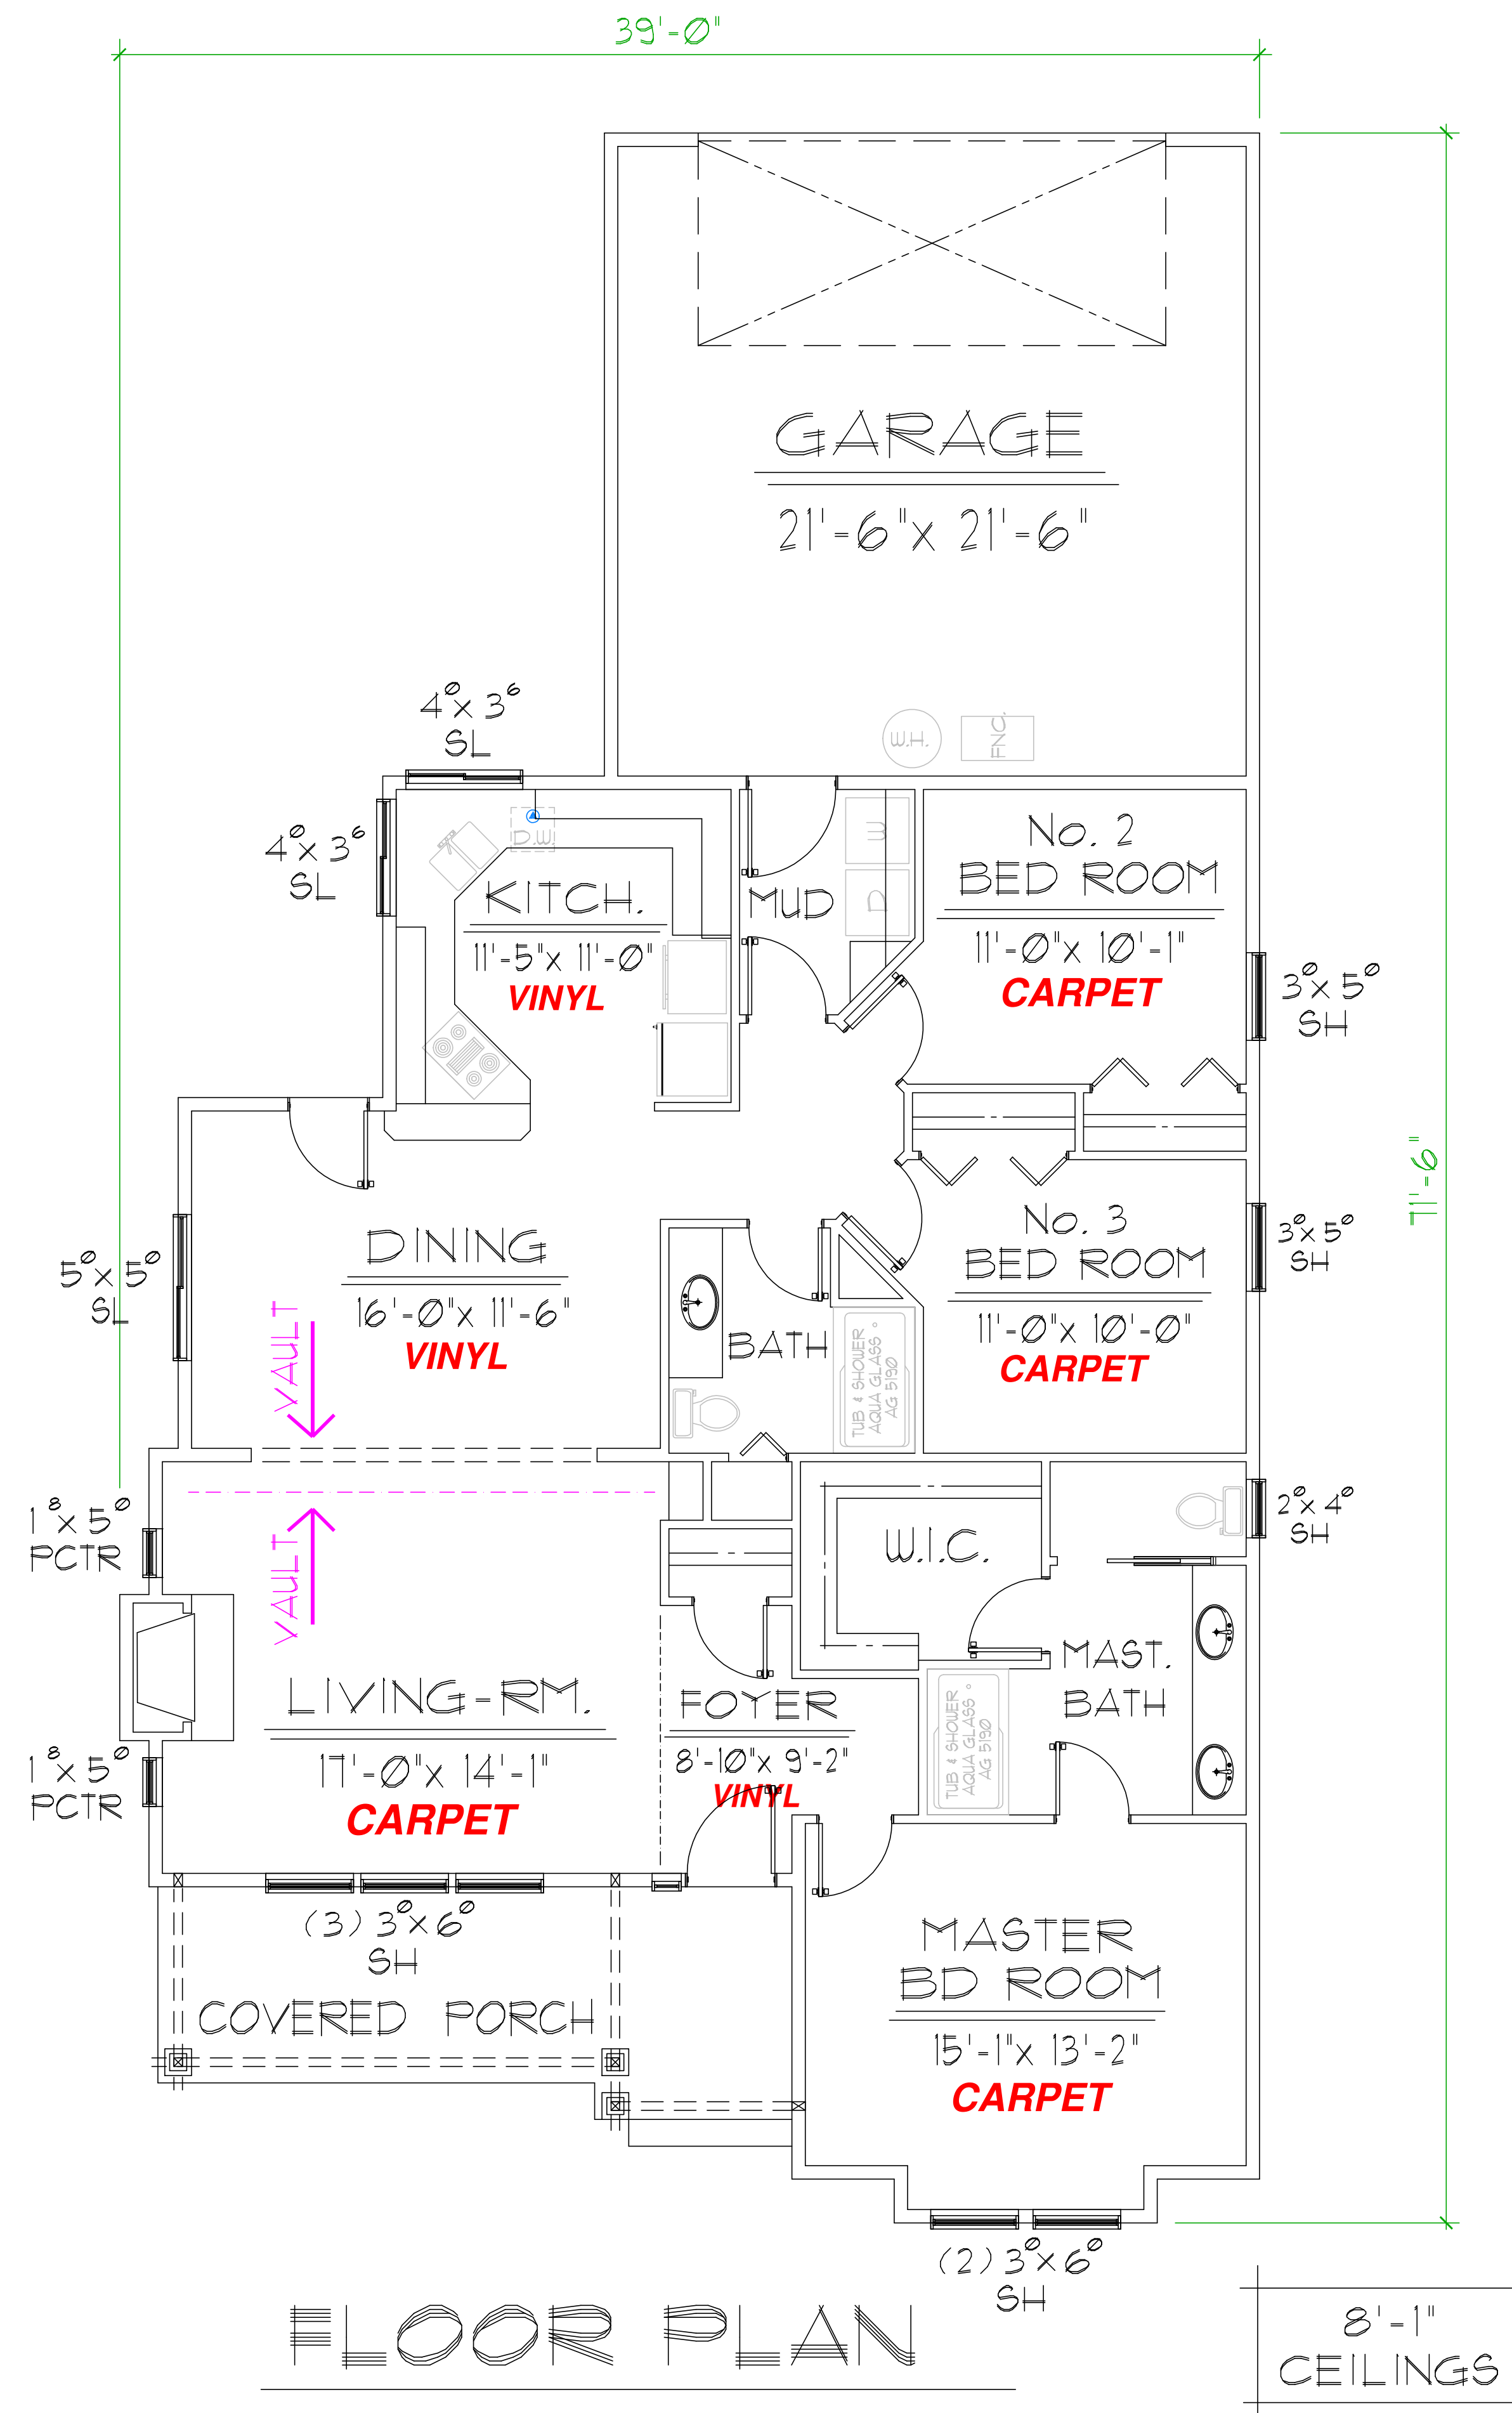 39'-0"
GARAGE
21'-6"x 21'-6"
W.H.
FNC.
4⁰x 3⁶
SL
4⁰x 3⁶
SL
D.W.
KITCH.
11'-5"x 11'-0"
VINYL
MUD
W
D
No. 2
BED ROOM
11'-0"x 10'-1"
CARPET
3⁰x 5⁰
SH
71'-6"
No. 3
BED ROOM
11'-0"x 10'-0"
CARPET
3⁰x 5⁰
SH
DINING
16'-0"x 11'-6"
VINYL
5⁰x 5⁰
SL
VAULT
BATH
TUB & SHOWER
AQUA GLASS
AG 5190
1⁸x 5⁰
PCTR
VAULT
W.I.C.
2⁰x 4⁰
SH
MAST.
BATH
LIVING-RM.
17'-0"x 14'-1"
CARPET
FOYER
8'-10"x 9'-2"
VINYL
TUB & SHOWER
AQUA GLASS
AG 5190
1⁸x 5⁰
PCTR
(3) 3⁰x 6⁰
SH
COVERED PORCH
MASTER
BD ROOM
15'-1"x 13'-2"
CARPET
(2) 3⁰x 6⁰
SH
FLOOR PLAN
8'-1"
CEILINGS